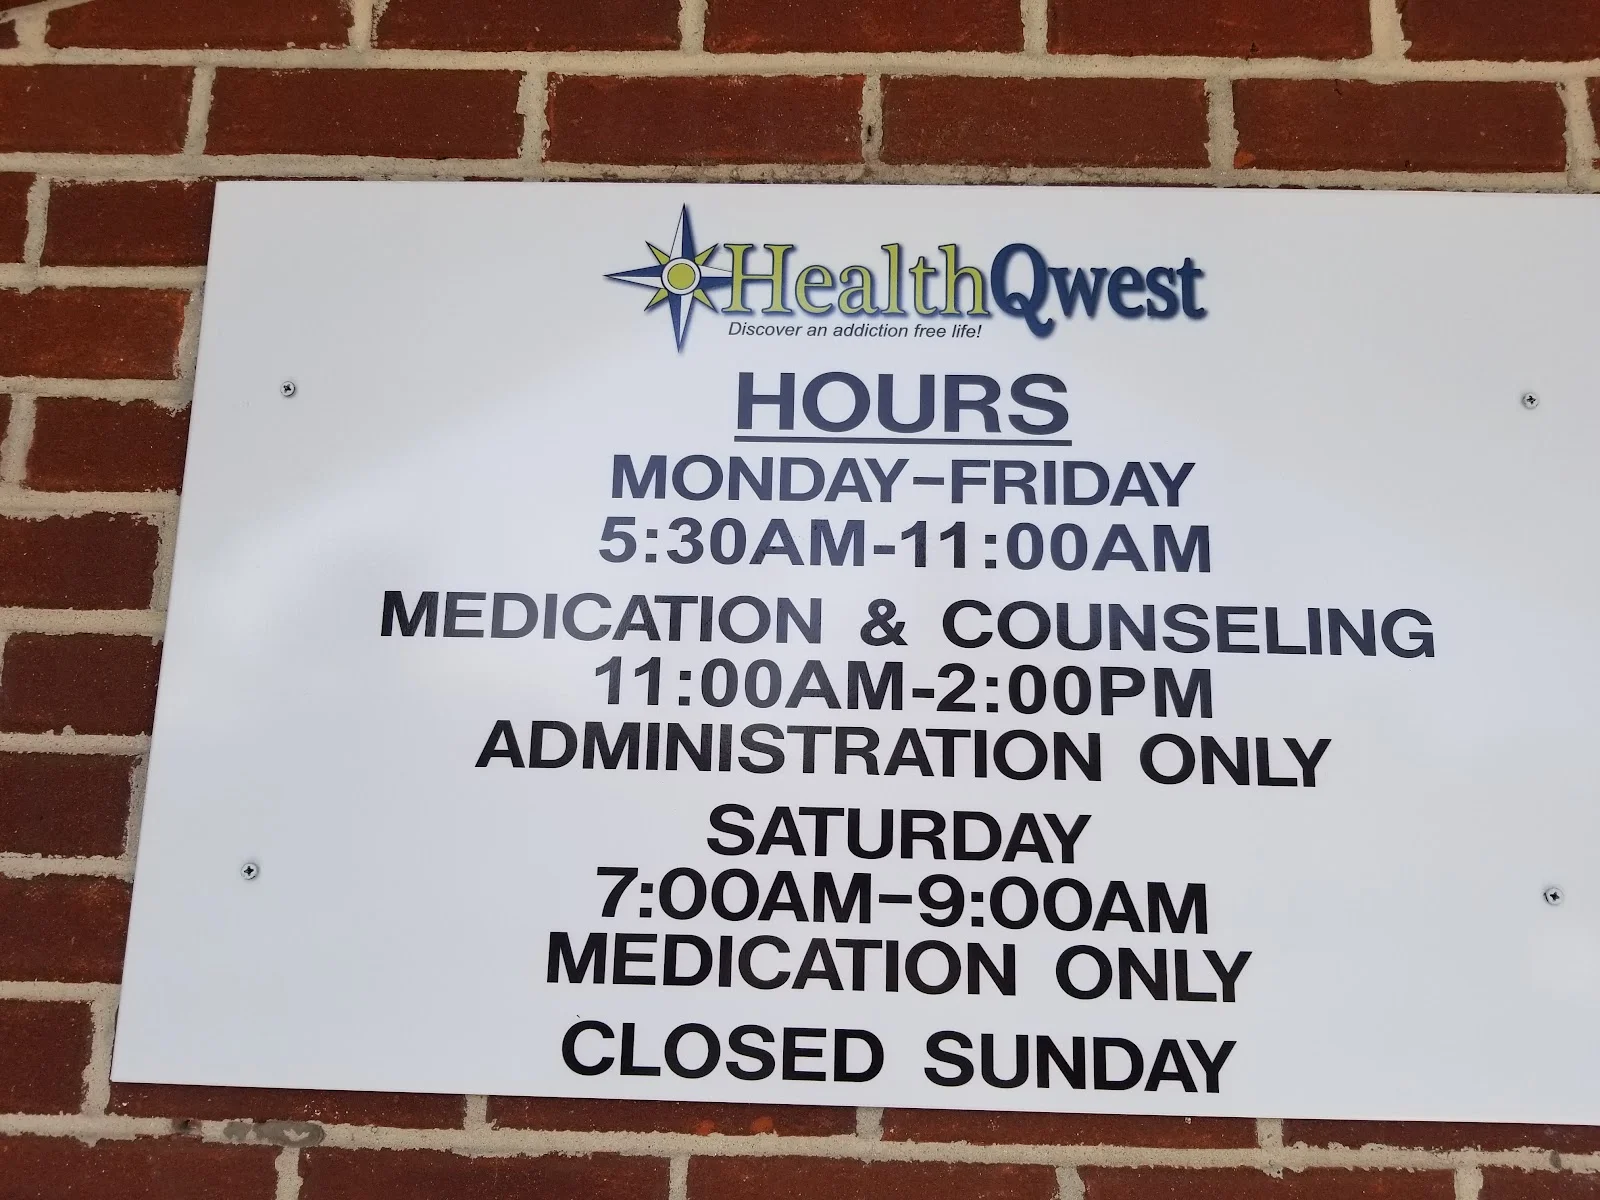 HealthQwest
Discover an addiction free life!
HOURS
MONDAY-FRIDAY
5:30AM-11:00AM
MEDICATION & COUNSELING
11:00AM-2:00PM
ADMINISTRATION ONLY
SATURDAY
7:00AM-9:00AM
MEDICATION ONLY
CLOSED SUNDAY